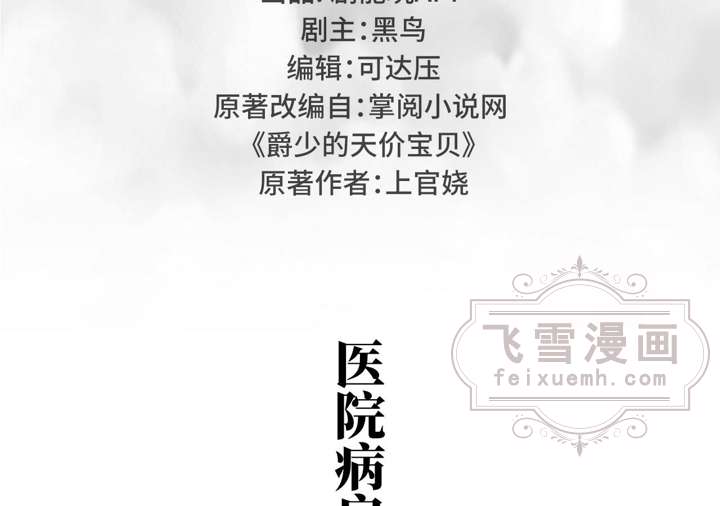 剧主：黑鸟
编辑：可达压
原著改编自：掌阅小说网
《爵少的天价宝贝》
原著作者：上官娆
飞雪漫画
feixuemh.com
医院病